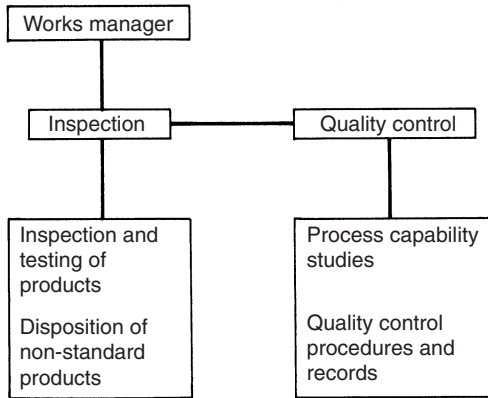 Works manager
Inspection
Quality control
Inspection and
testing of
products
Disposition of
non-standard
products
Process capability
studies
Quality control
procedures and
records